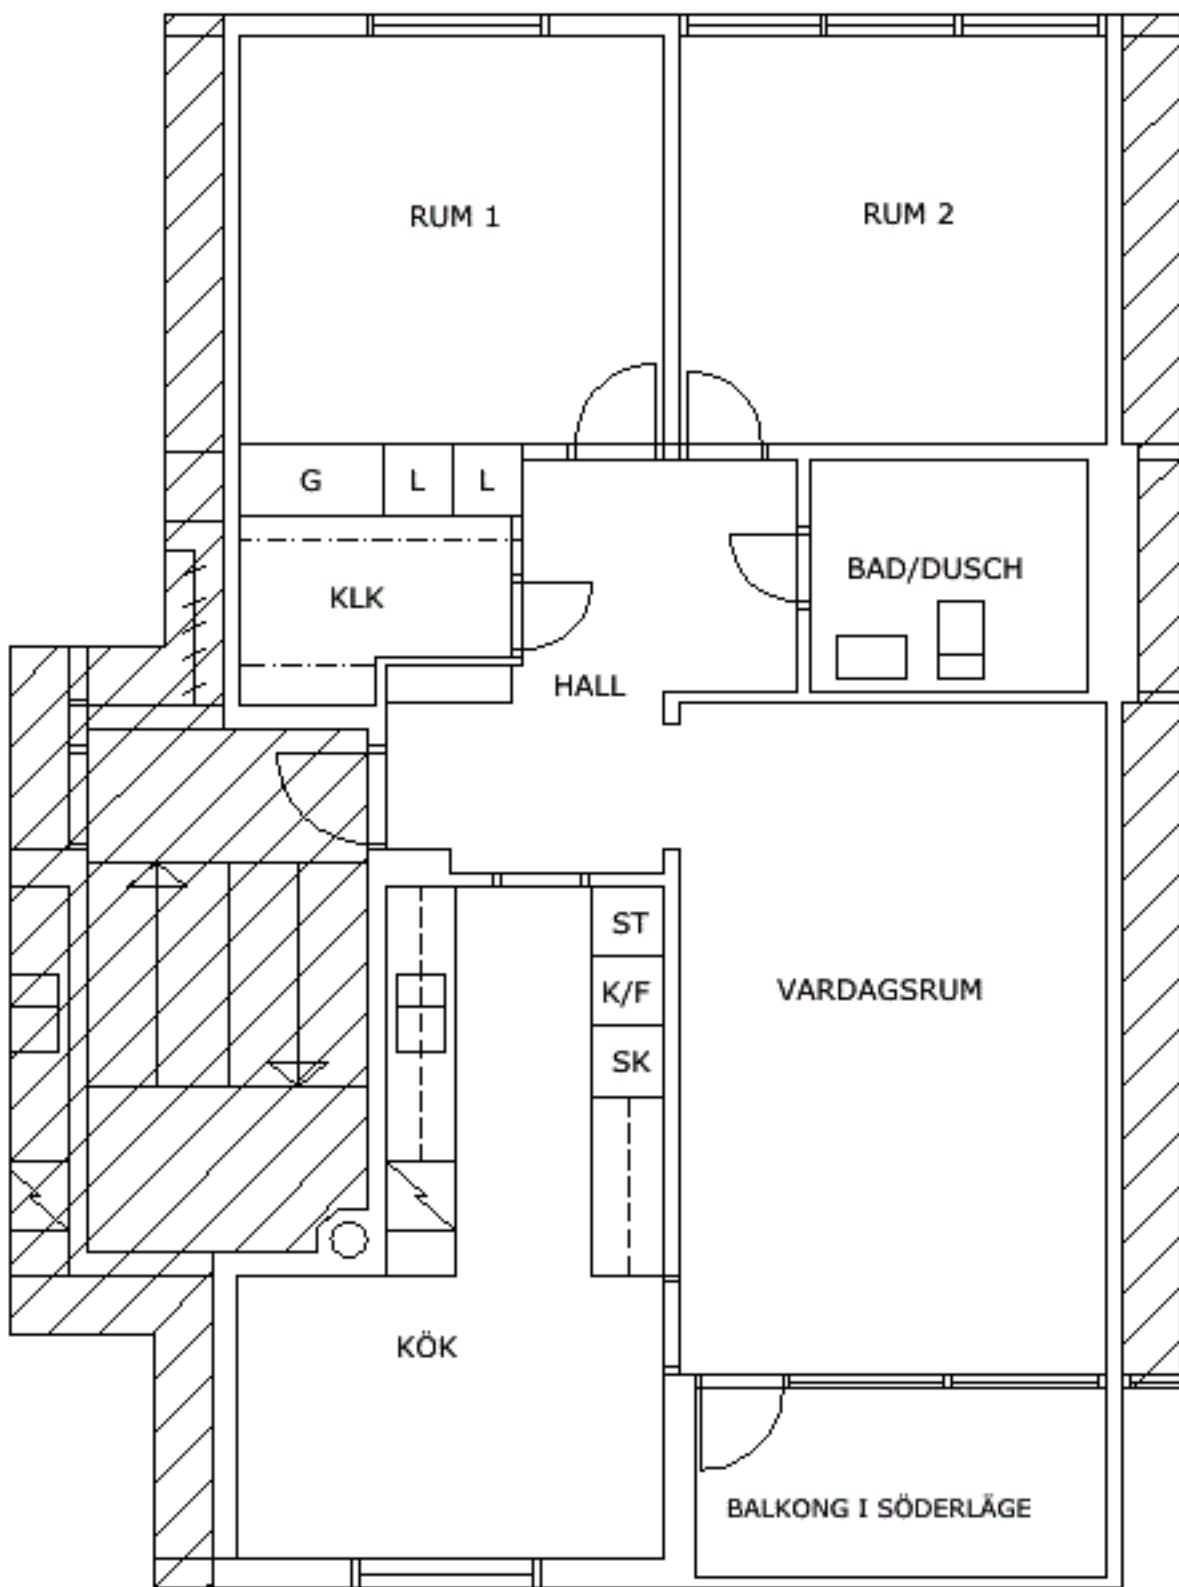 RUM 1
RUM 2
G
L
L
KLK
BAD/DUSCH
HALL
ST
K/F
SK
VARDAGSRUM
KÖK
BALKONG I SÖDERLÄGE